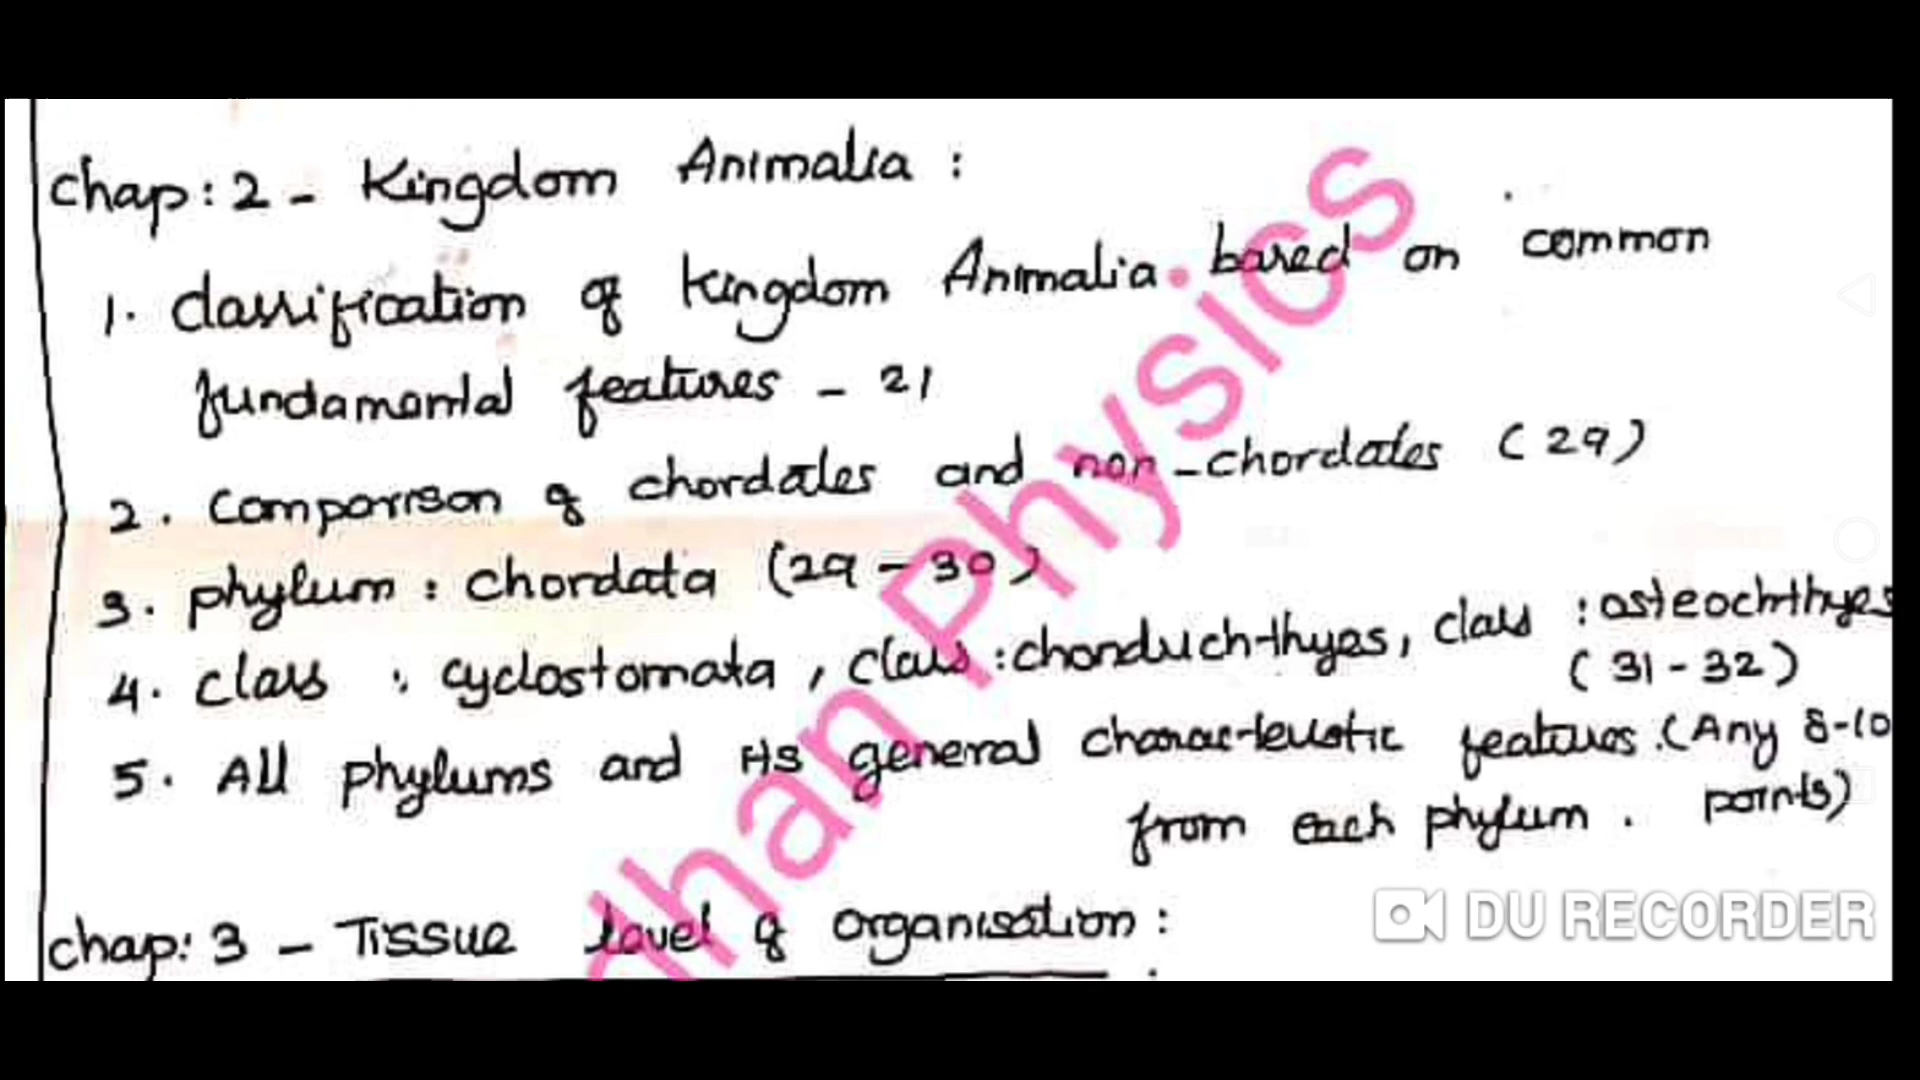 Chap: 2 - Kingdom Animalia :
1. Classification of Kingdom Animalia based on common
fundamental features - 21
2. Comparison of chordates and non-chordates (29)
3. phylum : chordata (29-30)
4. class : cyclostomata, class : chondrichthyes, class : osteochthyes
(31-32)
5. All phylums and its general characteristic features. (Any 8-10
from each phylum. points)
chap: 3 - Tissue level of organisation :
dhan Physics
DU RECORDER